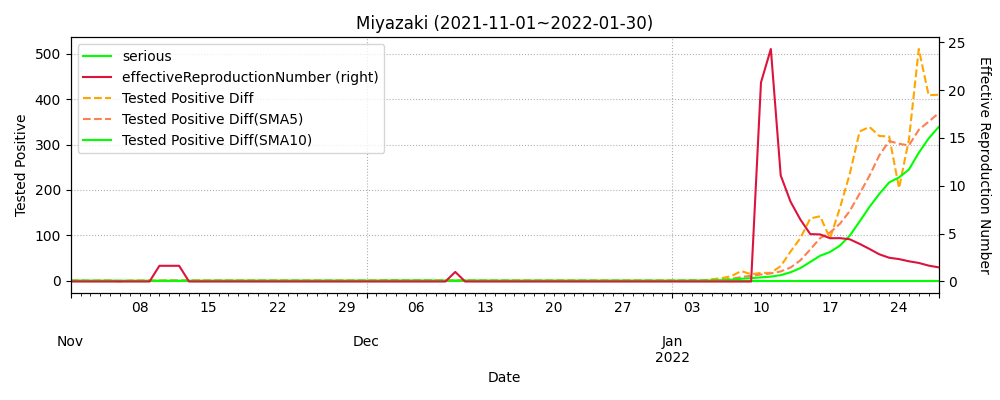 Miyazaki (2021-11-01~2022-01-30)
serious
effectiveReproductionNumber (right)
Tested Positive Diff
Tested Positive Diff(SMA5)
Tested Positive Diff(SMA10)
Tested Positive
500
400
300
200
100
0
Effective Reproduction Number
25
20
15
10
5
0
08 15 22 29 06 13 20 27 03 10 17 24
Nov Dec Jan
2022
Date